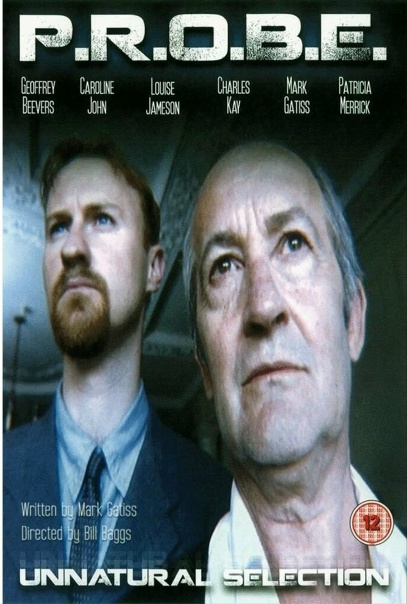 P.R.O.B.E.
GEOFFREY BEEVERS
CAROLINE JOHN
LOUISE JAMESON
CHARLES KAY
MARK GATISS
PATRICIA MERRICK
Written by Mark Gatiss
Directed by Bill Baggs
12
UNNATURAL SELECTION